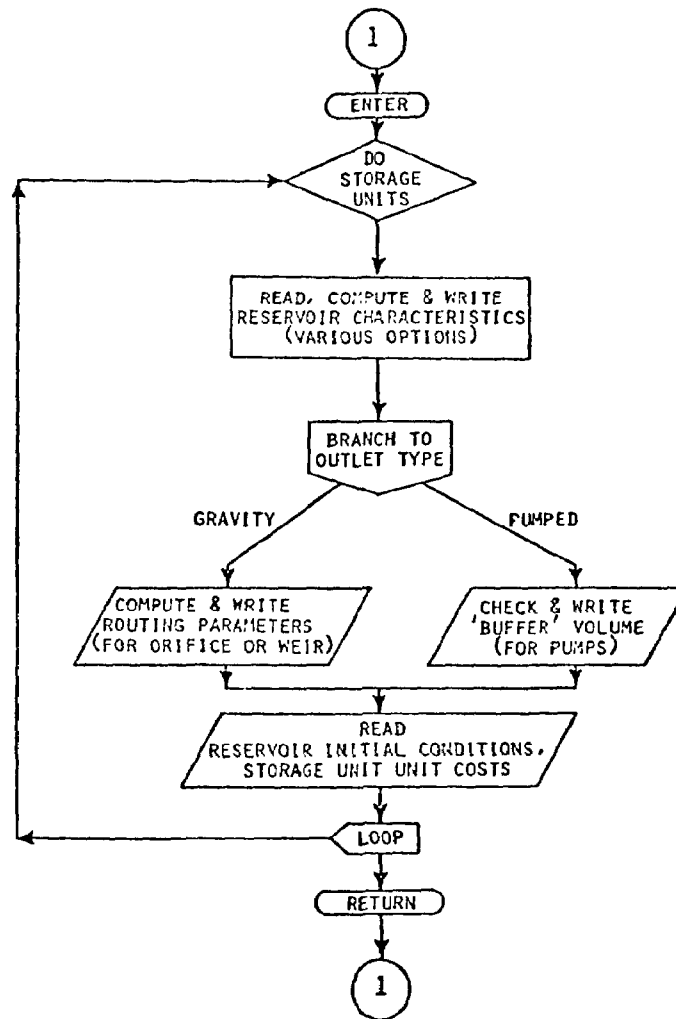 1
ENTER
DO
STORAGE
UNITS
READ, COMPUTE & WRITE
RESERVOIR CHARACTERISTICS
(VARIOUS OPTIONS)
BRANCH TO
OUTLET TYPE
GRAVITY
PUMPED
COMPUTE & WRITE
ROUTING PARAMETERS
(FOR ORIFICE OR WEIR)
CHECK & WRITE
'BUFFER' VOLUME
(FOR PUMPS)
READ
RESERVOIR INITIAL CONDITIONS,
STORAGE UNIT UNIT COSTS
LOOP
RETURN
1